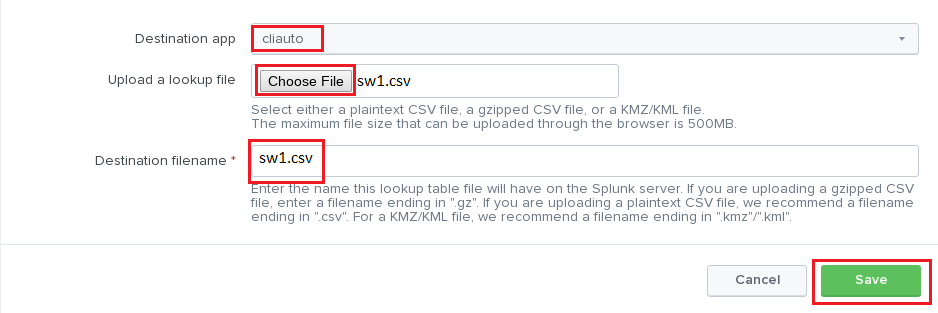 Destination app cliauto
Upload a lookup file Choose File sw1.csv
Select either a plaintext CSV file, a gzipped CSV file, or a KMZ/KML file.
The maximum file size that can be uploaded through the browser is 500MB.
Destination filename * sw1.csv
Enter the name this lookup table file will have on the Splunk server. If you are uploading a gzipped CSV
file, enter a filename ending in ".gz". If you are uploading a plaintext CSV file, we recommend a filename
ending in ".csv". For a KMZ/KML file, we recommend a filename ending in ".kmz"/".kml".
Cancel Save